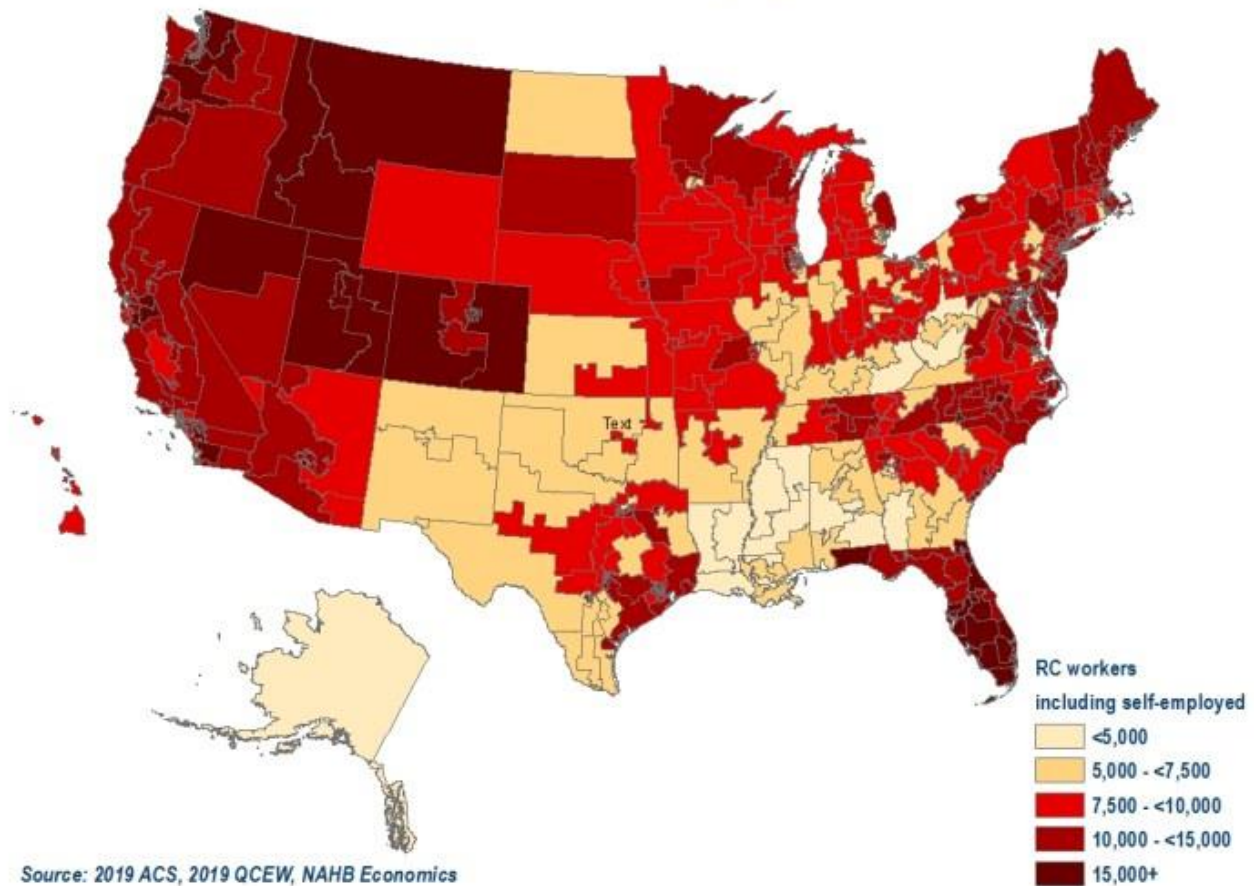 Text
RC workers
including self-employed
<5,000
5,000 - <7,500
7,500 - <10,000
10,000 - <15,000
15,000+
Source: 2019 ACS, 2019 QCEW, NAHB Economics